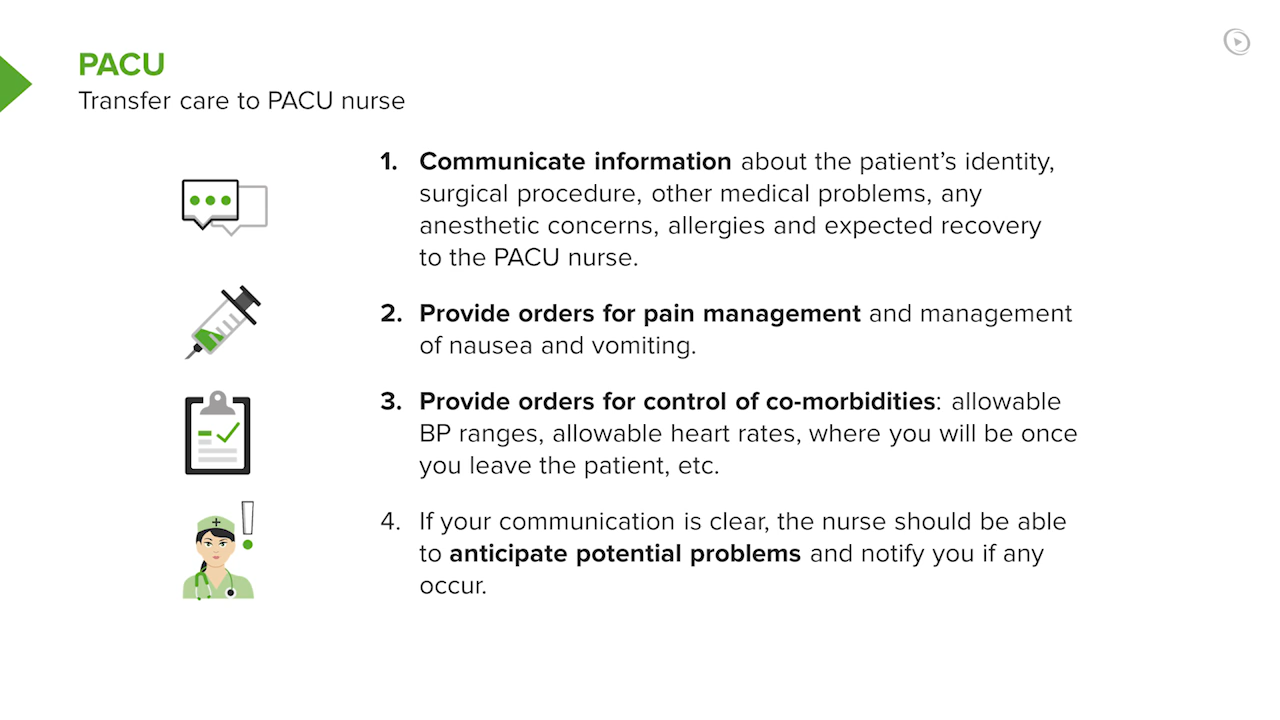 PACU
Transfer care to PACU nurse
1. Communicate information about the patient’s identity,
surgical procedure, other medical problems, any
anesthetic concerns, allergies and expected recovery
to the PACU nurse.
2. Provide orders for pain management and management
of nausea and vomiting.
3. Provide orders for control of co-morbidities: allowable
BP ranges, allowable heart rates, where you will be once
you leave the patient, etc.
4. If your communication is clear, the nurse should be able
to anticipate potential problems and notify you if any
occur.